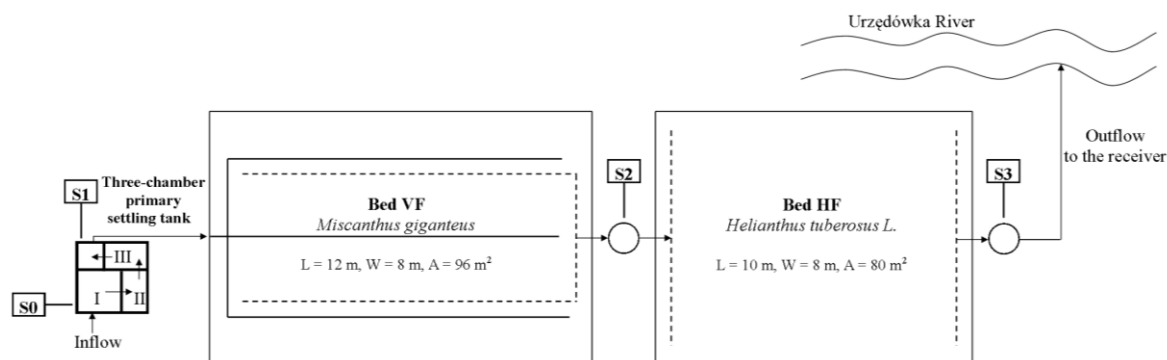 Urzędówka River
Outflow
to the receiver
S1
Three-chamber
primary
settling tank
S2
S3
Bed VF
Miscanthus giganteus
L = 12 m, W = 8 m, A = 96 m²
Bed HF
Helianthus tuberosus L.
L = 10 m, W = 8 m, A = 80 m²
III
I
II
S0
Inflow